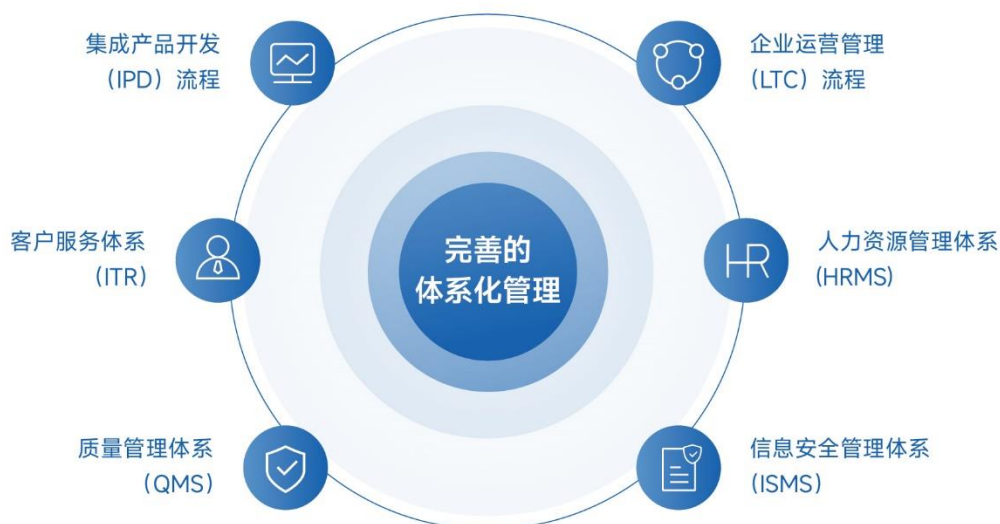 集成产品开发
（IPD）流程
企业运营管理
（LTC）流程
客户服务体系
（ITR）
完善的
体系化管理
HR
人力资源管理体系
（HRMS）
质量管理体系
（QMS）
信息安全管理体系
（ISMS）